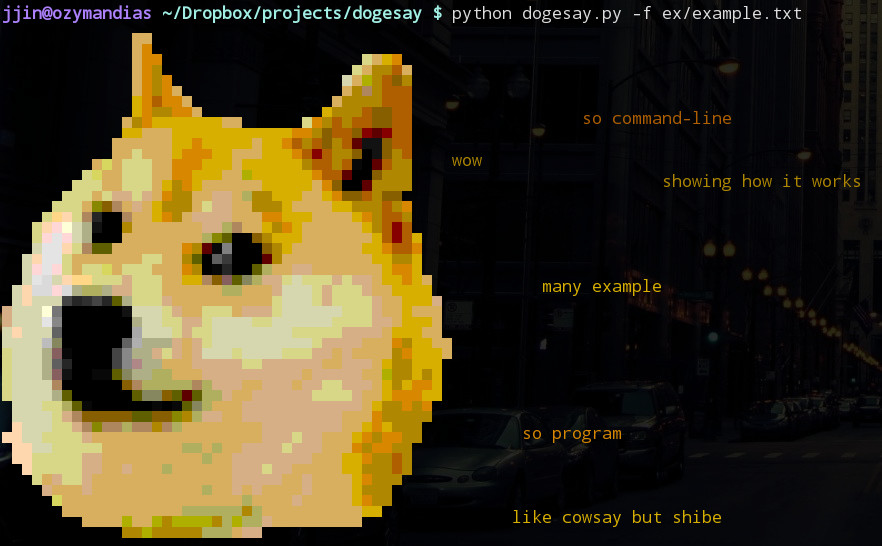 jjin@ozymandias ~/Dropbox/projects/dogesay $ python dogesay.py -f ex/example.txt
so command-line
wow
showing how it works
many example
so program
like cowsay but shibe